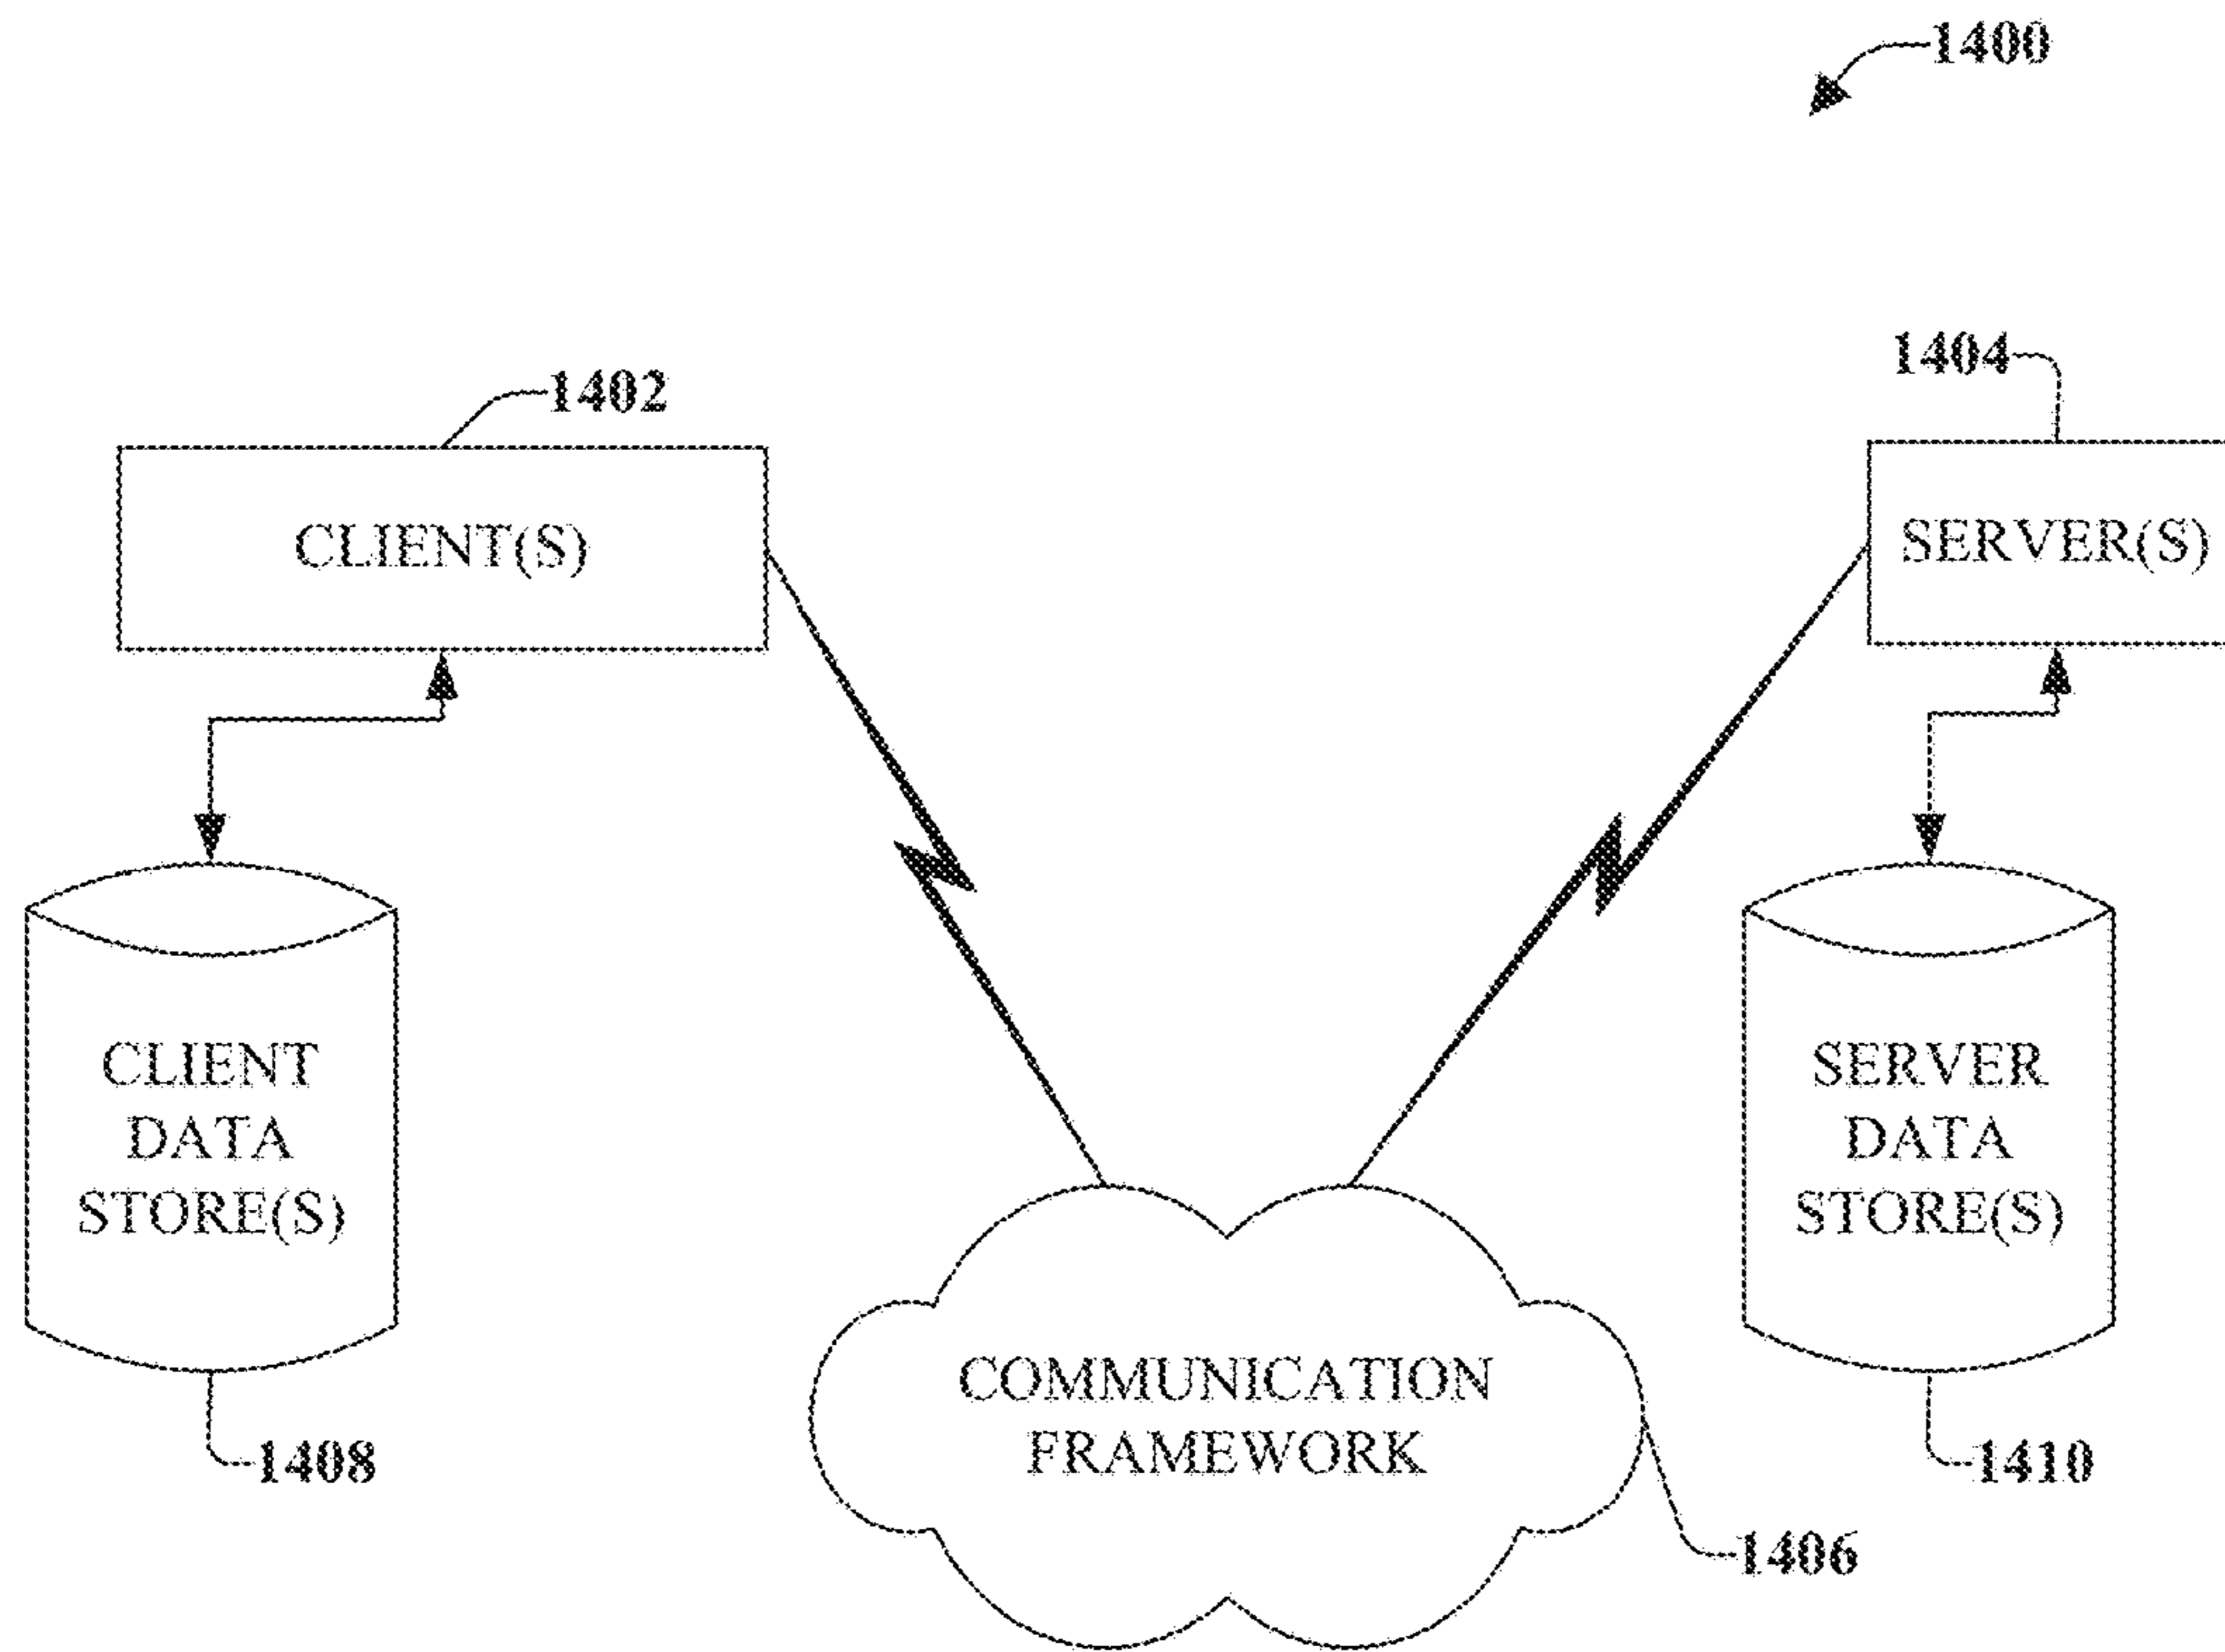 1400
1402
1404
CLIENT(S)
SERVER(S)
CLIENT
DATA
STORE(S)
SERVER
DATA
STORE(S)
COMMUNICATION
FRAMEWORK
1408
1410
1406